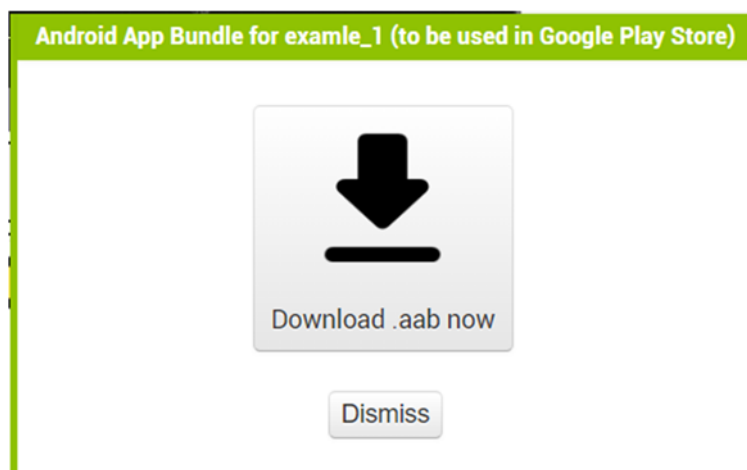 Android App Bundle for examle_1 (to be used in Google Play Store)
Download .aab now
Dismiss